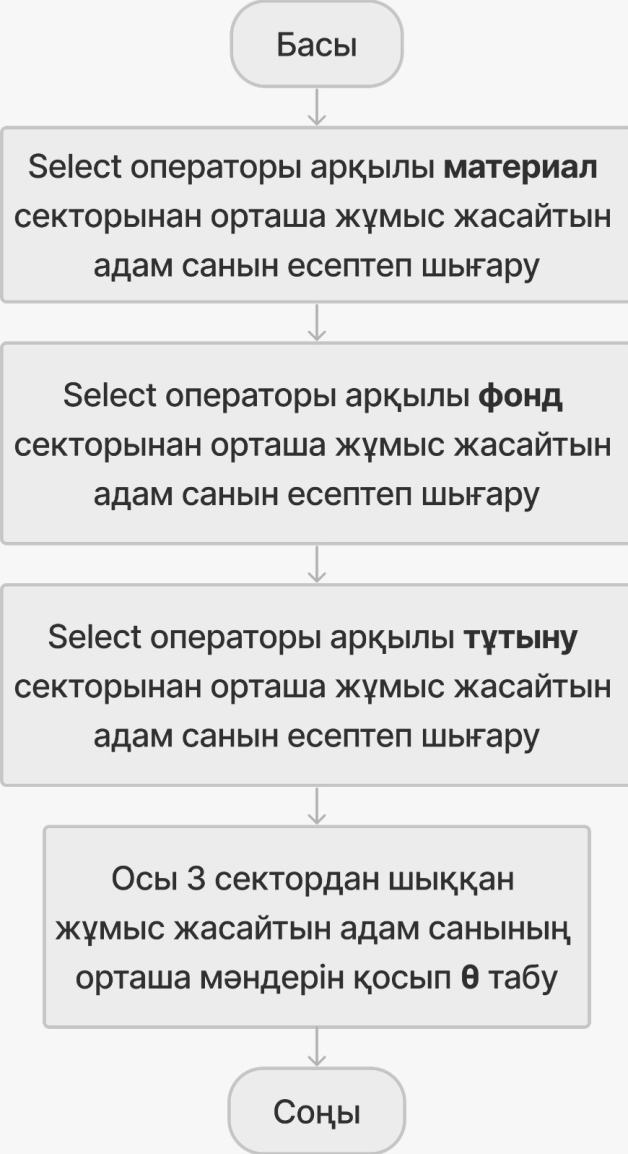 Басы
Select операторы арқылы материал
секторынан орташа жұмыс жасайтын
адам санын есептеп шығару
Select операторы арқылы фонд
секторынан орташа жұмыс жасайтын
адам санын есептеп шығару
Select операторы арқылы тұтыну
секторынан орташа жұмыс жасайтын
адам санын есептеп шығару
Осы 3 сектордан шыққан
жұмыс жасайтын адам санының
орташа мәндерін қосып θ табу
Соңы